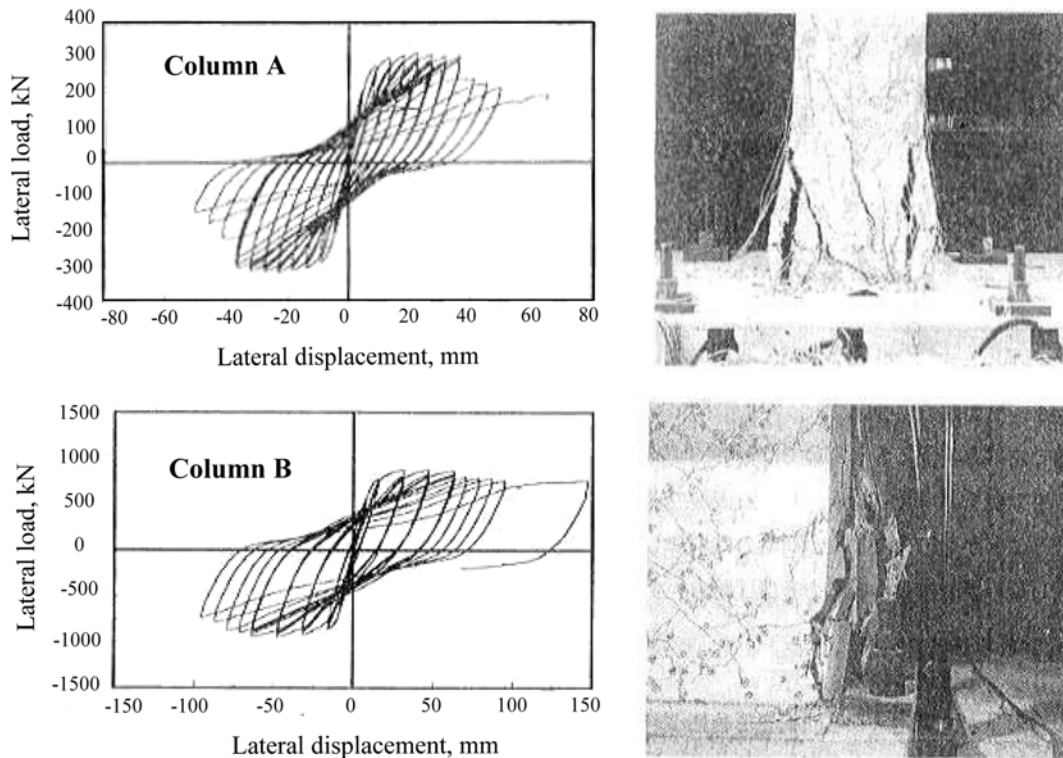 400
300
200
100
0
-100
-200
-300
-400
Lateral load, kN
Column A
-80 -60 -40 -20 0 20 40 60 80
Lateral displacement, mm
1500
1000
500
0
-500
-1000
-1500
Lateral load, kN
Column B
-150 -100 -50 0 50 100 150
Lateral displacement, mm